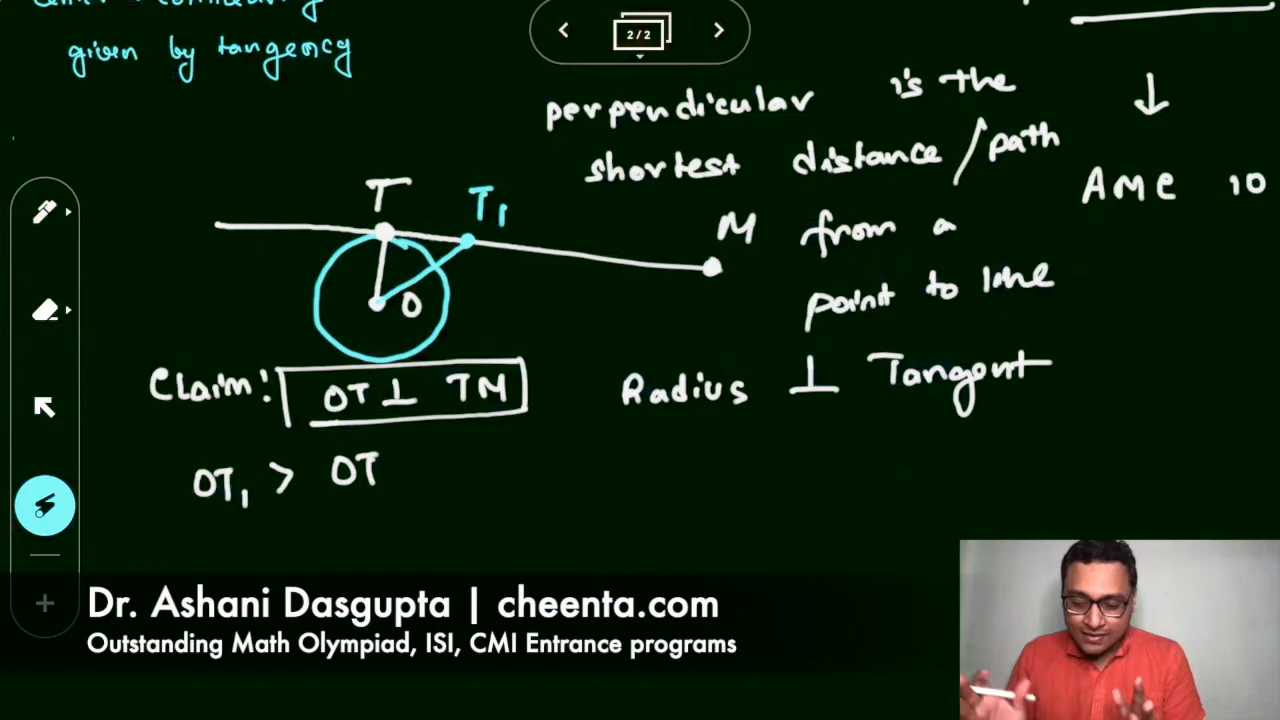 given by tangency
2/2
perpendicular is the
shortest distance / path
from a
point to line
AMC 10
T
T1
M
O
Claim: OT ⊥ TM
Radius ⊥ Tangent
OT1 > OT
Dr. Ashani Dasgupta | cheenta.com
Outstanding Math Olympiad, ISI, CMI Entrance programs